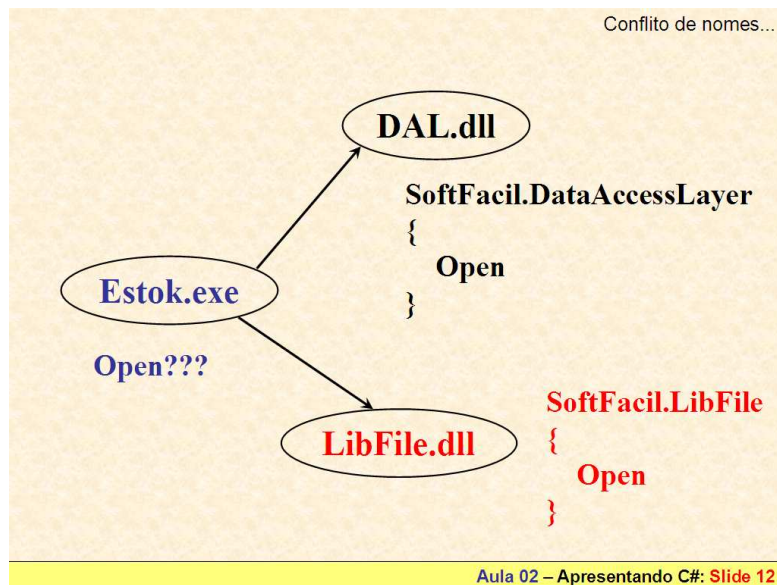 Conflito de nomes...
DAL.dll
SoftFacil.DataAccessLayer
{
Open
}
Estok.exe
Open???
LibFile.dll
SoftFacil.LibFile
{
Open
}
Aula 02 – Apresentando C#: Slide 12